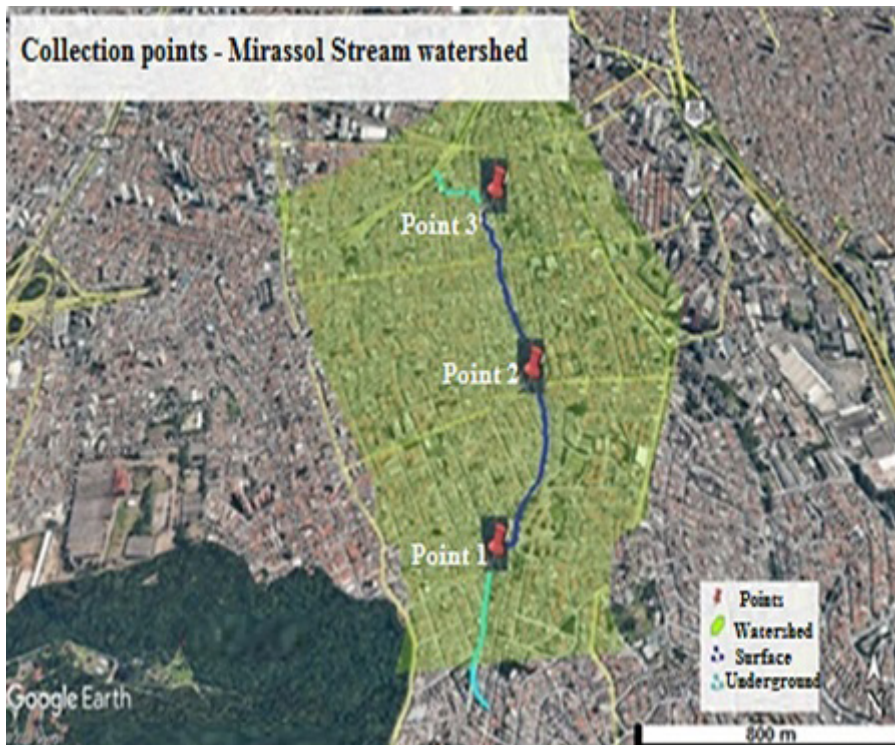 Collection points - Mirassol Stream watershed
Point 3
Point 2
Point 1
Points
Watershed
Surface
Underground
Google Earth
N
800 m